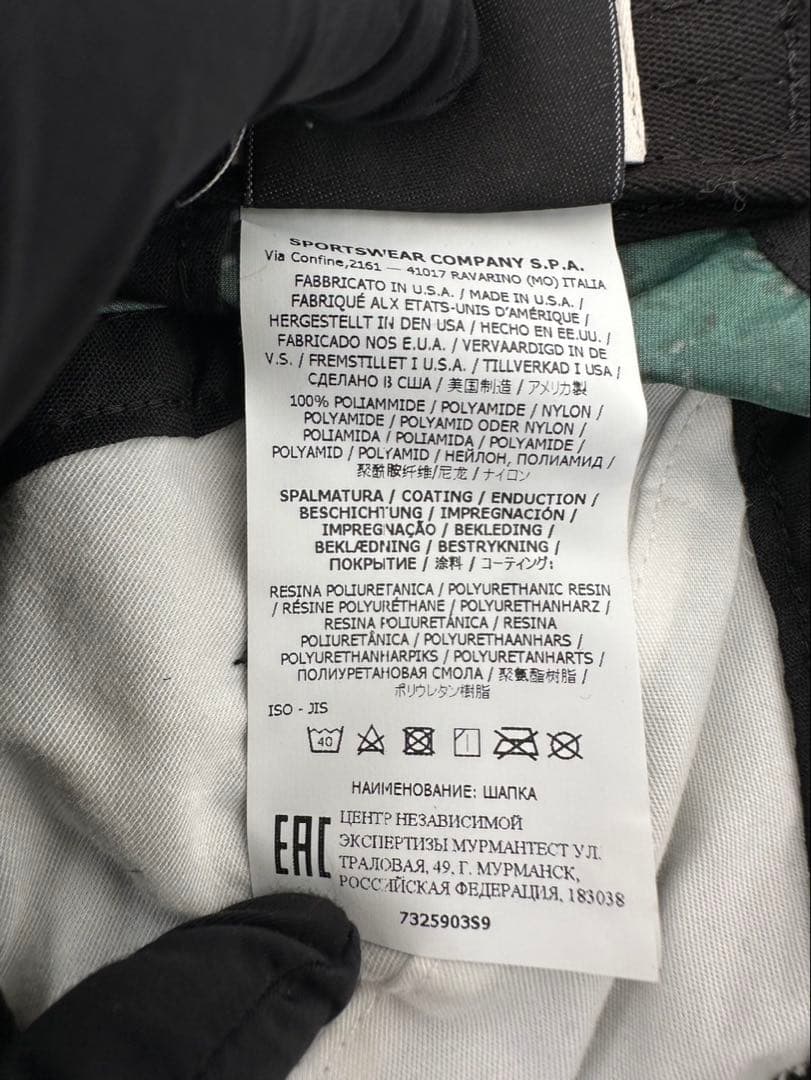 SPORTSWEAR COMPANY S.P.A.
Via Confine,2161 — 41017 RAVARINO (MO) ITALIA
FABBRICATO IN U.S.A. / MADE IN U.S.A. /
FABRIQUÉ ALX ETATS-UNIS D'AMÉRIQUE /
HERGESTELLT IN DEN USA / HECHO EN EE.UU. /
FABRICADO NOS E.U.A. / VERVAARDIGD IN DE
V.S. / FREMSTILLET I U.S.A. / TILLVERKAD I USA /
СДЕЛАНО В США / 美国制造 / アメリカ製
100% POLIAMMIDE / POLYAMIDE / NYLON /
POLYAMIDE / POLYAMID ODER NYLON /
POLIAMIDA / POLIAMIDA / POLYAMIDE /
POLYAMID / POLYAMID / НЕЙЛОН, ПОЛИАМИД /
聚酰胺纤维/尼龙 / ナイロン
SPALMATURA / COATING / ENDUCTION /
BESCHICHTUNG / IMPREGNACIÓN /
IMPREGNAÇÃO / BEKLEDING /
BEKLÆDNING / BESTRYKNING /
ПОКРЫТИЕ / 涂料 / コーティング:
RESINA POLIURETANICA / POLYURETHANIC RESIN
/ RÉSINE POLYURÉTHANE / POLYURETHANHARZ /
RESINA POLIURETÁNICA / RESINA
POLIURETÂNICA / POLYURETHAANHARS /
POLYURETHANHARPIKS / POLYURETANHARTS /
ПОЛИУРЕТАНОВАЯ СМОЛА / 聚氨酯树脂 /
ポリウレタン樹脂
ISO - JIS
40
НАИМЕНОВАНИЕ: ШАПКА
EAC
ЦЕНТР НЕЗАВИСИМОЙ
ЭКСПЕРТИЗЫ МУРМАНТЕСТ УЛ.
ТРАЛОВАЯ, 49, Г. МУРМАНСК,
РОССИЙСКАЯ ФЕДЕРАЦИЯ, 183038
7325903S9